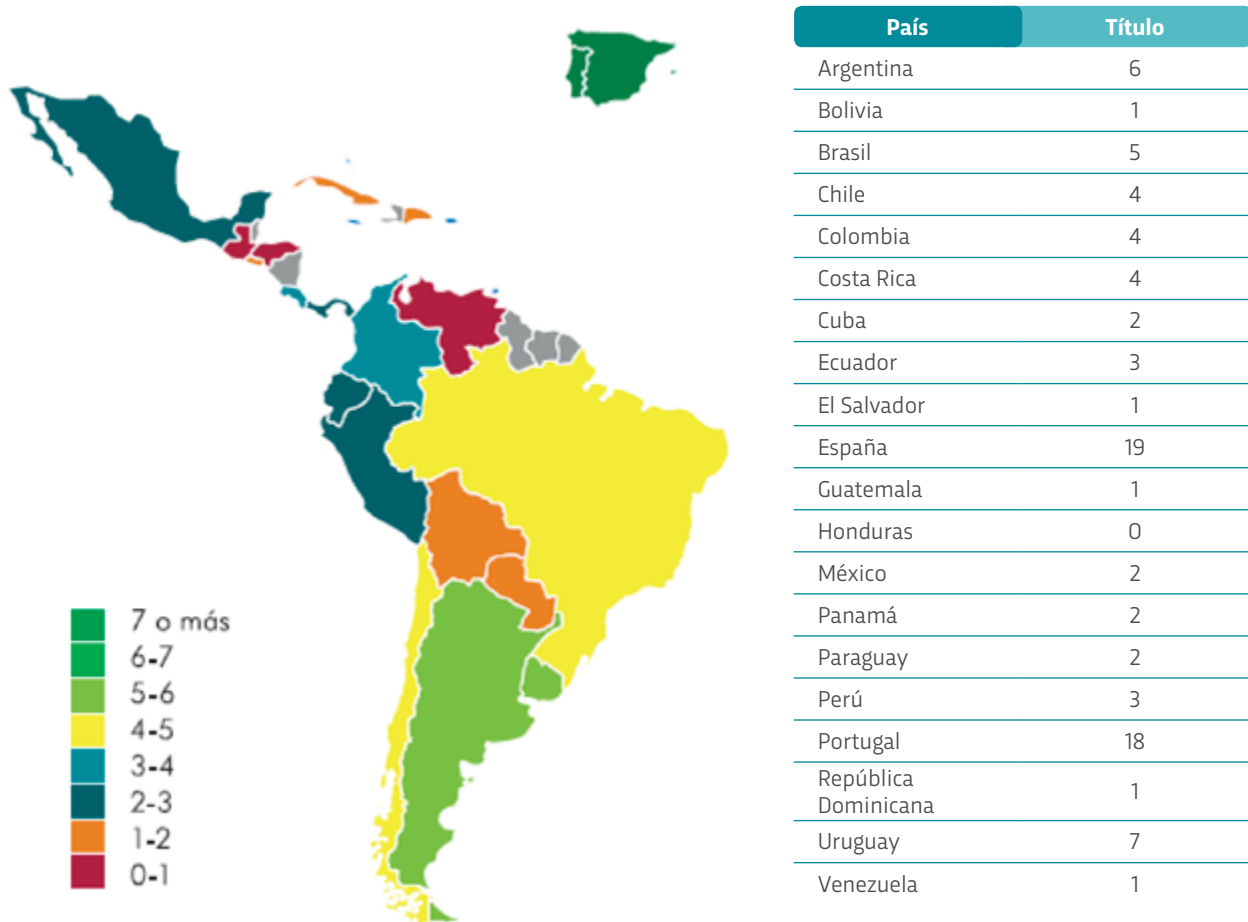 País Título
Argentina 6
Bolivia 1
Brasil 5
Chile 4
Colombia 4
Costa Rica 4
Cuba 2
Ecuador 3
El Salvador 1
España 19
Guatemala 1
Honduras 0
México 2
Panamá 2
Paraguay 2
Perú 3
Portugal 18
República
Dominicana 1
Uruguay 7
Venezuela 1
7 o más
6-7
5-6
4-5
3-4
2-3
1-2
0-1